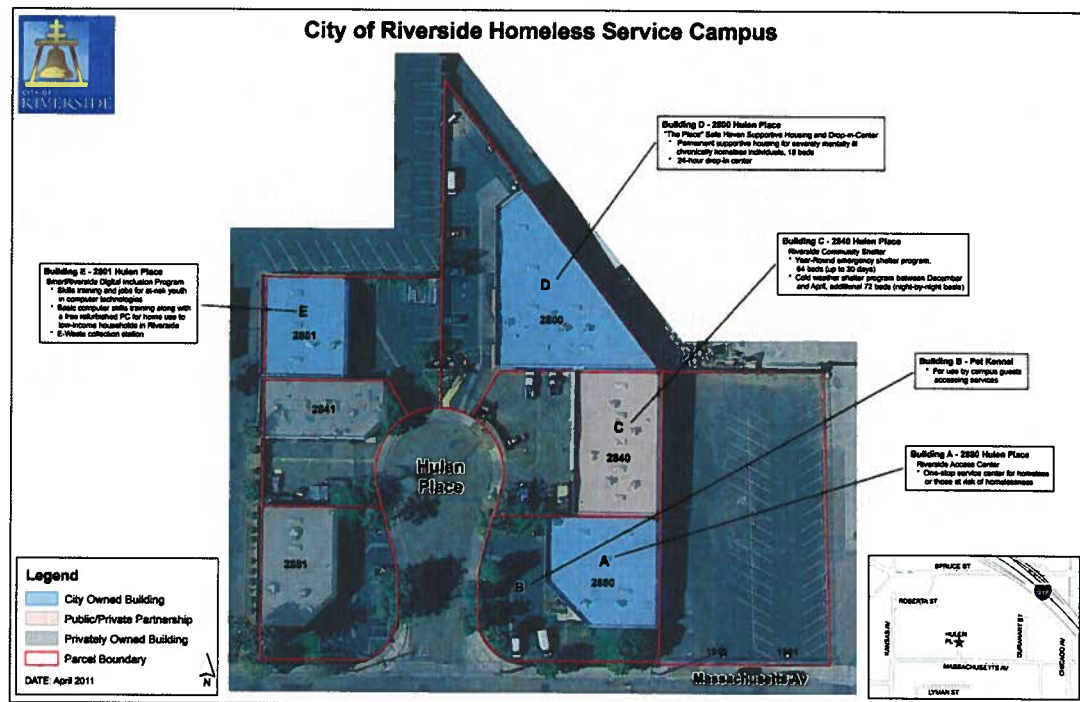 City of Riverside Homeless Service Campus
CITY OF
RIVERSIDE
Building D - 2800 Hulen Place
"The Place" Safe Haven Supportive Housing and Drop-in-Center
* Permanent supportive housing for severely mentally ill
chronically homeless individuals, 18 beds
* 24-hour drop-in center
Building C - 2840 Hulen Place
Riverside Community Shelter
* Year-Round emergency shelter program,
64 beds (up to 30 days)
* Cold weather shelter program between December
and April, additional 72 beds (night-by-night basis)
Building E - 2801 Hulen Place
SmartRiverside Digital Inclusion Program
* Skills training and jobs for at-risk youth
in computer technologies
* Basic computer skills training along with
a free refurbished PC for home use to
low-income households in Riverside
* E-Waste collection station
Building B - Pet Kennel
* For use by campus guests
accessing services
Building A - 2880 Hulen Place
Riverside Access Center
* One-stop service center for homeless
or those at risk of homelessness
D
2800
E
2801
2841
C
2840
Hulen
Place
2881
A
2880
B
Massachusetts Av
Legend
City Owned Building
Public/Private Partnership
Privately Owned Building
Parcel Boundary
DATE: April 2011
N
SPRUCE ST
ROBERTA ST
KANSAS AV
HULEN
PL
DURAHART ST
CHICAGO AV
MASSACHUSETTS AV
LYMAN ST